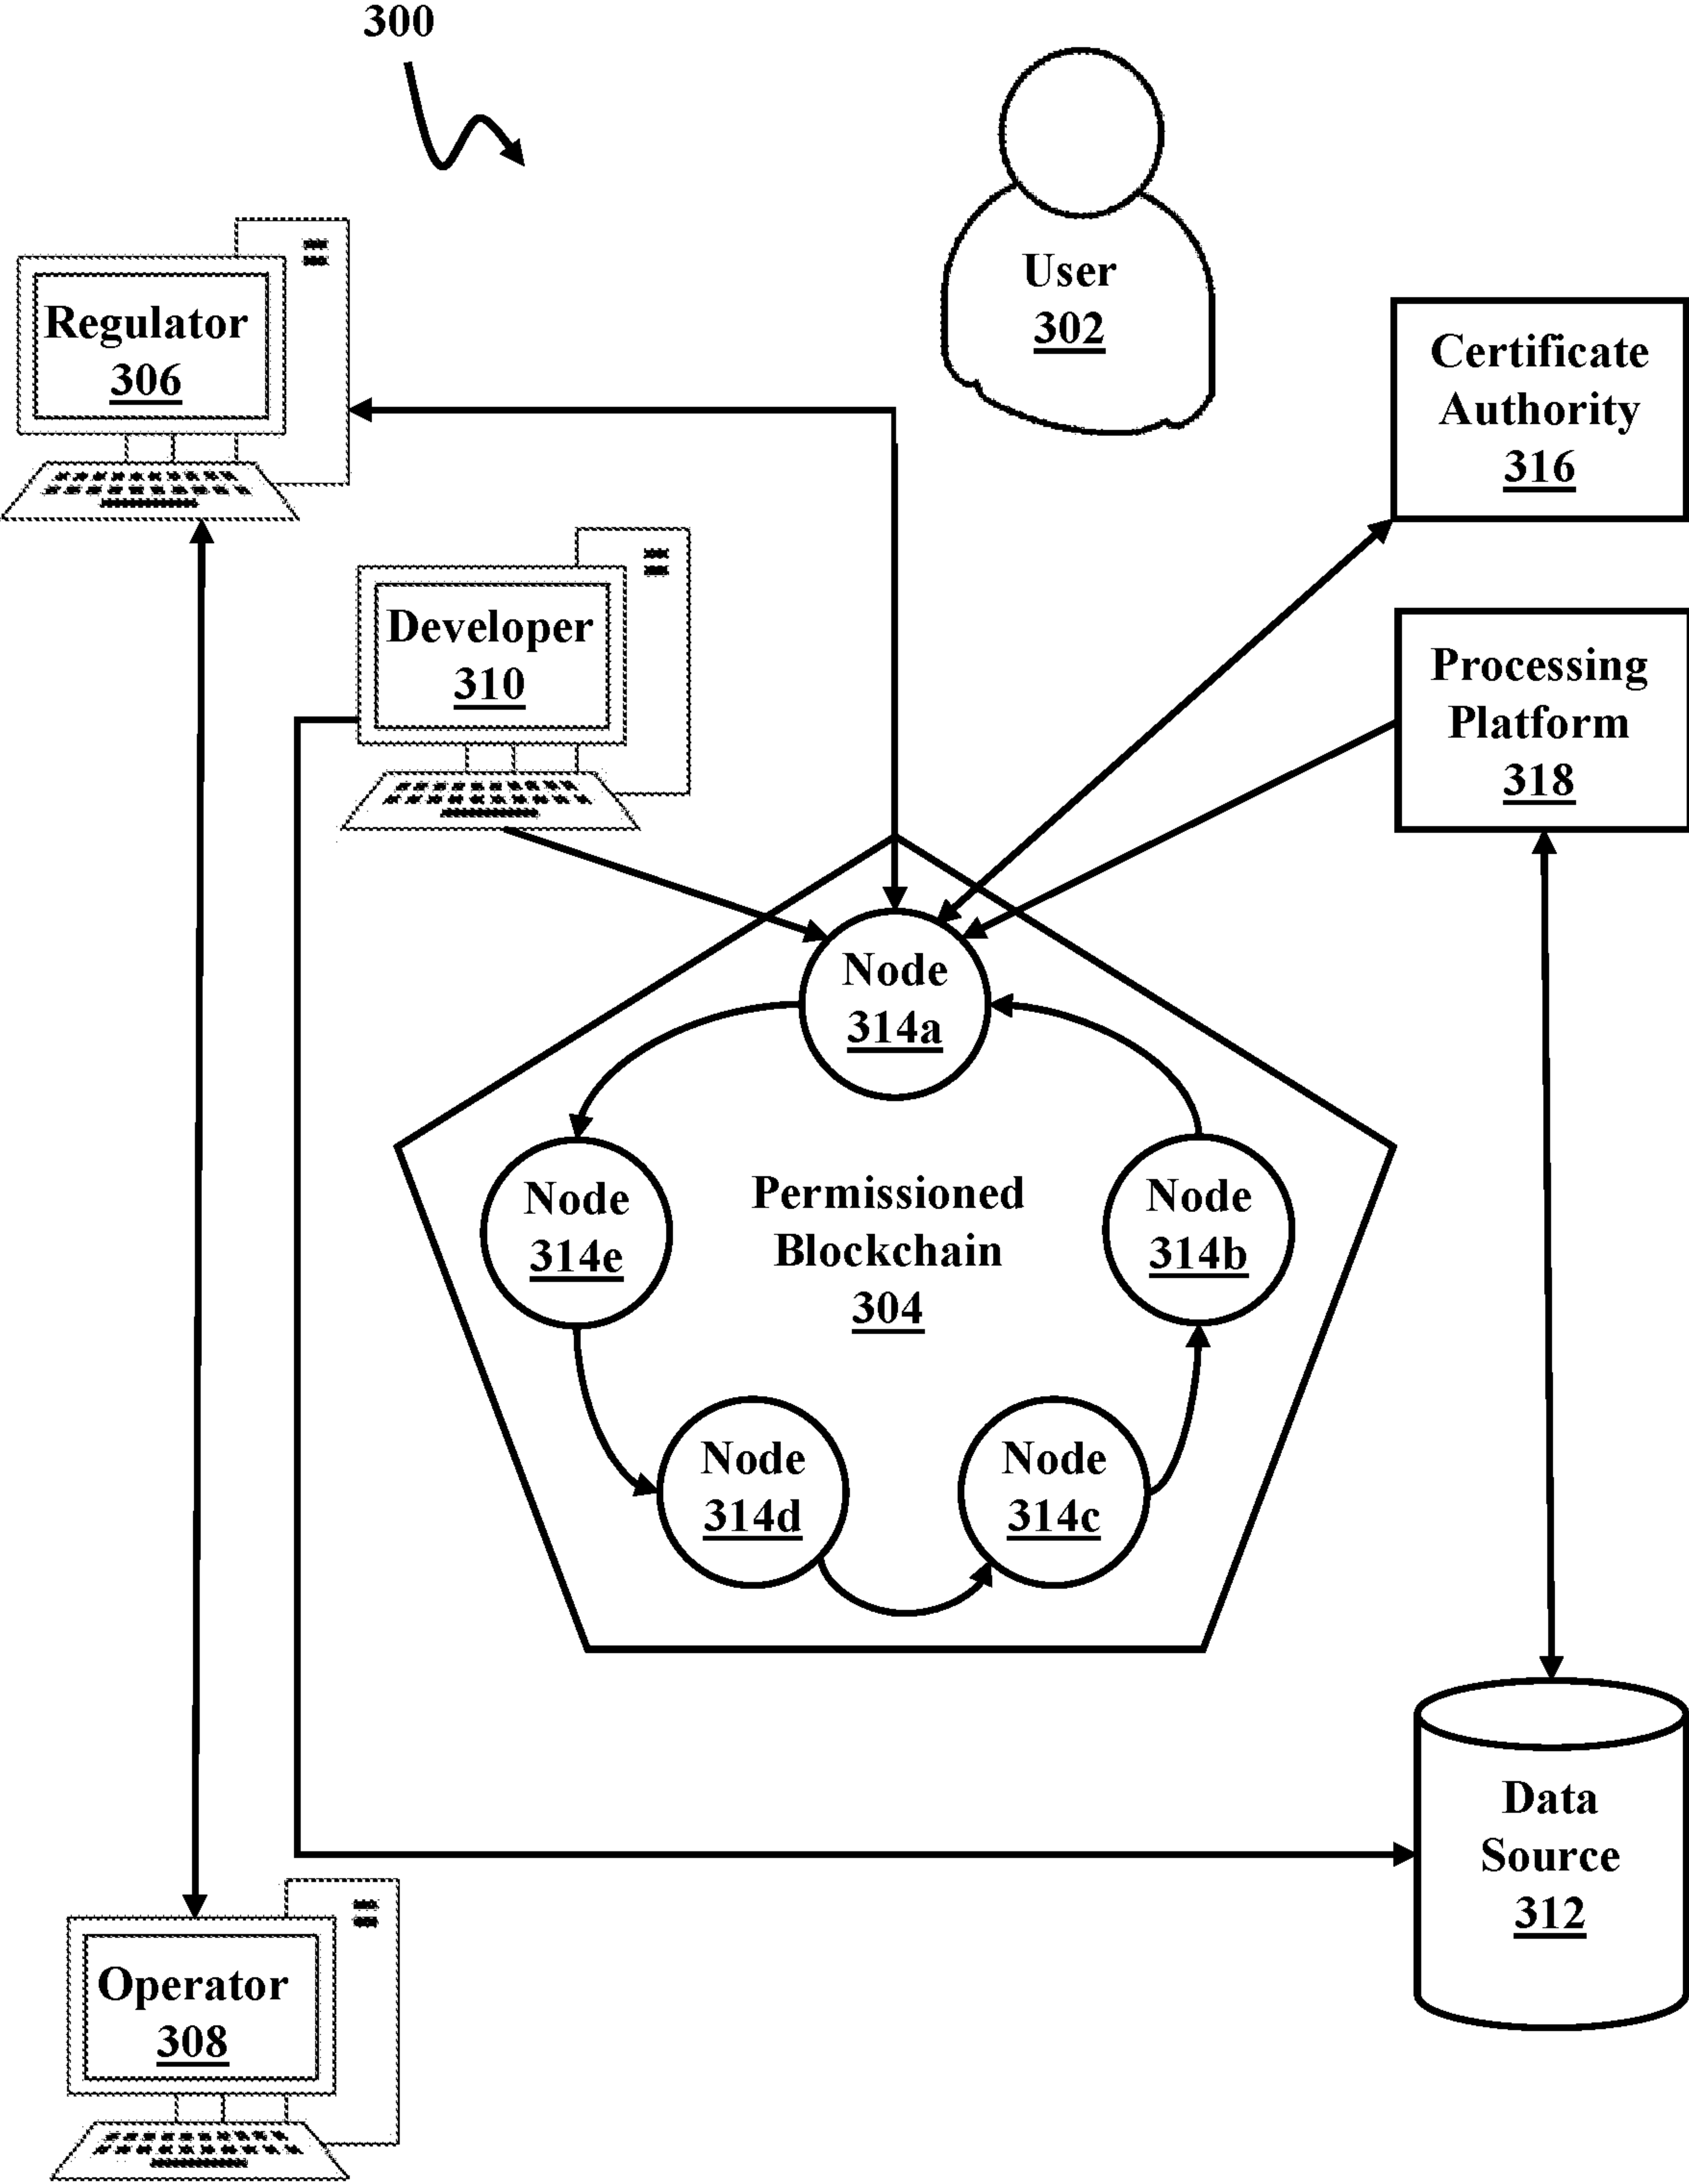 300
User
302
Regulator
306
Certificate
Authority
316
Developer
310
Processing
Platform
318
Node
314a
Node
314e
Permissioned
Blockchain
304
Node
314b
Node
314d
Node
314c
Data
Source
312
Operator
308